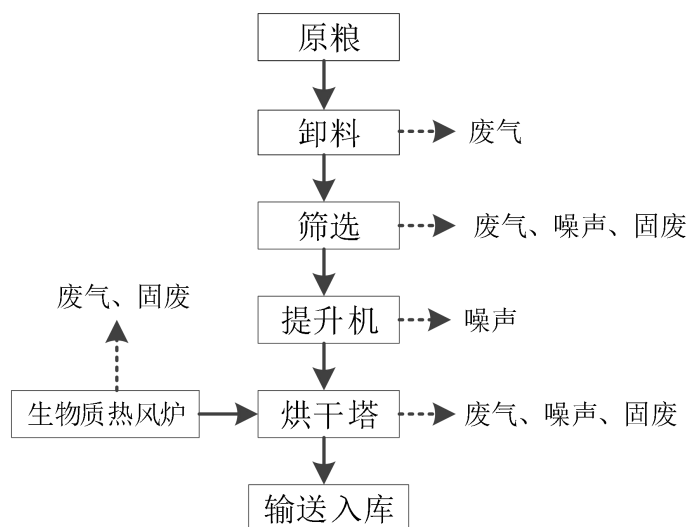 原粮
卸料
废气
筛选
废气、噪声、固废
废气、固废
提升机
噪声
生物质热风炉
烘干塔
废气、噪声、固废
输送入库